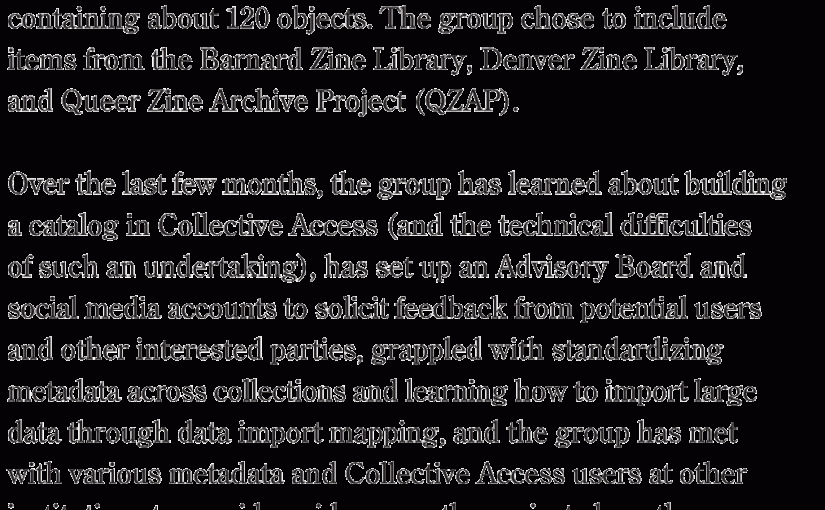 containing about 120 objects. The group chose to include
items from the Barnard Zine Library, Denver Zine Library,
and Queer Zine Archive Project (QZAP).
Over the last few months, the group has learned about building
a catalog in Collective Access (and the technical difficulties
of such an undertaking), has set up an Advisory Board and
social media accounts to solicit feedback from potential users
and other interested parties, grappled with standardizing
metadata across collections and learning how to import large
data through data import mapping, and the group has met
with various metadata and Collective Access users at other